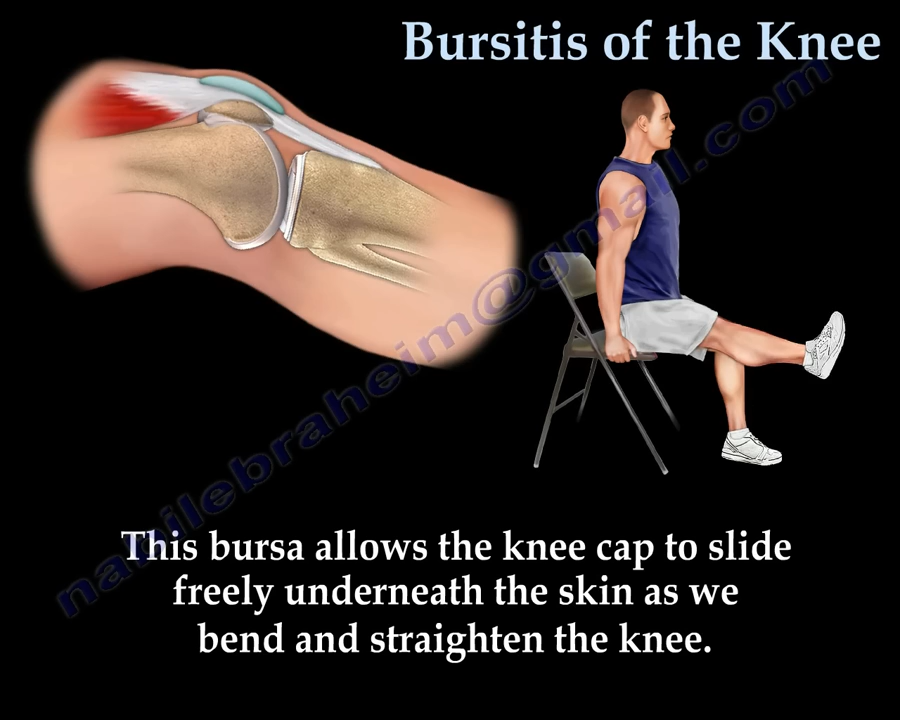 Bursitis of the Knee
nabilebraheim@gmail.com
This bursa allows the knee cap to slide
freely underneath the skin as we
bend and straighten the knee.